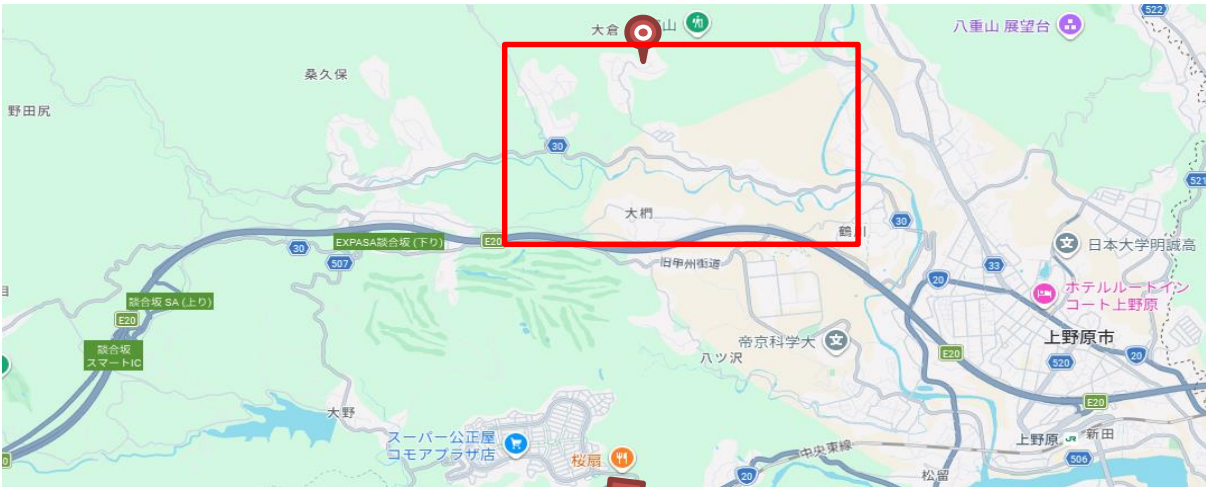 522
大倉
山
八重山 展望台
桑久保
野田尻
30
521
大椚
鶴川
30
EXPASA談合坂 (下り)
E20
30
507
旧甲州街道
日本大学明誠高
33
20
ホテルルートイン
コート上野原
談合坂 SA (上り)
E20
談合坂
スマートIC
帝京科学大
八ツ沢
E20
上野原市
20
520
大野
E20
スーパー公正屋
コモアプラザ店
桜扇
中央東線
上野原
JR
新田
506
20
松留